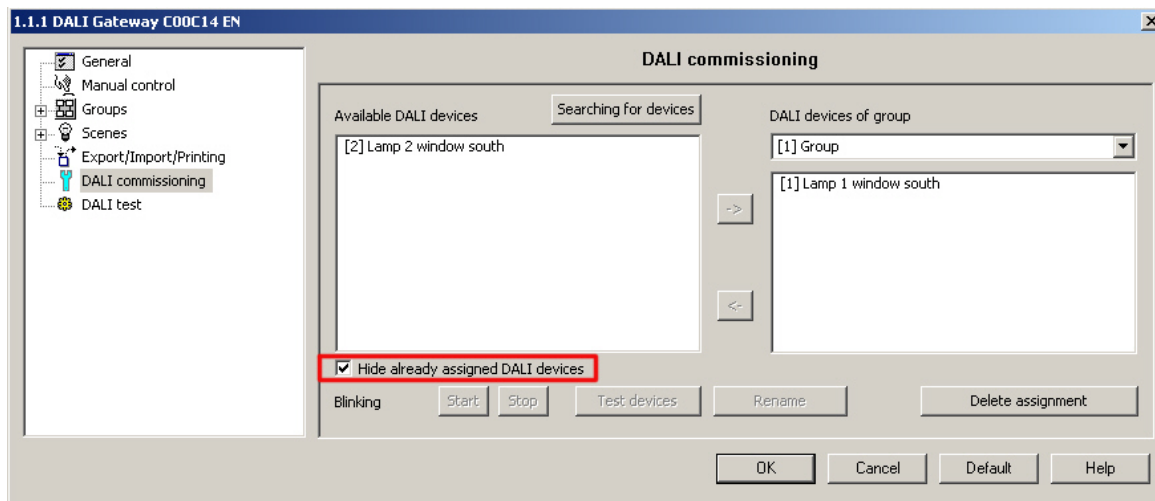 1.1.1 DALI Gateway C00C14 EN
General
Manual control
Groups
Scenes
Export/Import/Printing
DALI commissioning
DALI test
DALI commissioning
Available DALI devices
Searching for devices
[2] Lamp 2 window south
DALI devices of group
[1] Group
[1] Lamp 1 window south
->
<-
Hide already assigned DALI devices
Blinking
Start
Stop
Test devices
Rename
Delete assignment
OK
Cancel
Default
Help